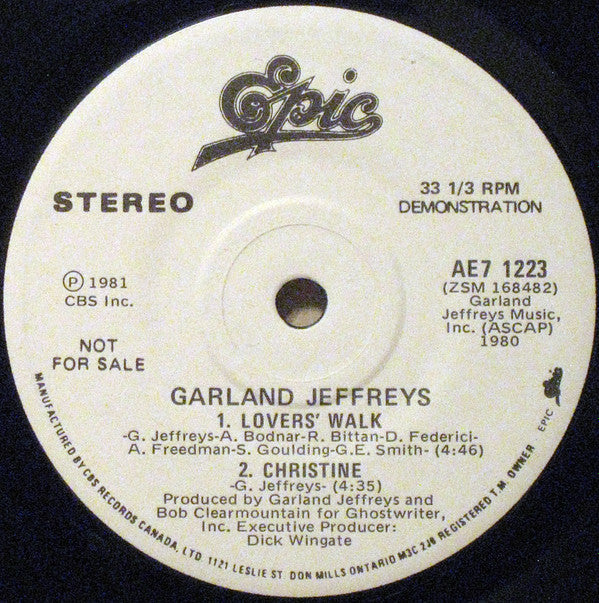 Epic
STEREO
33 1/3 RPM
DEMONSTRATION
℗ 1981
CBS Inc.
AE7 1223
(ZSM 168482)
Garland
Jeffreys Music,
Inc. (ASCAP)
1980
NOT
FOR SALE
GARLAND JEFFREYS
1. LOVERS' WALK
-G. Jeffreys-A. Bodnar-R. Bittan-D. Federici-
A. Freedman-S. Goulding-G.E. Smith- (4:46)
2. CHRISTINE
-G. Jeffreys- (4:35)
Produced by Garland Jeffreys and
Bob Clearmountain for Ghostwriter,
Inc. Executive Producer:
Dick Wingate
MANUFACTURED BY CBS RECORDS CANADA, LTD. 1121 LESLIE ST. DON MILLS ONTARIO M3C 2J8 REGISTERED T.M. OWNER EPIC Epic